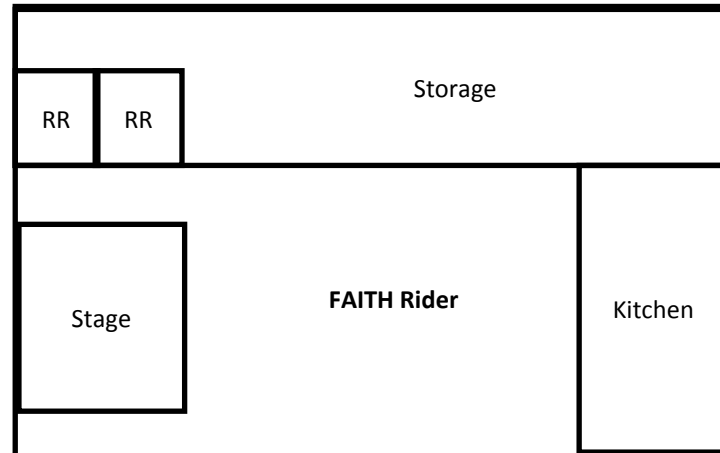 Storage
RR
RR
FAITH Rider
Stage
Kitchen